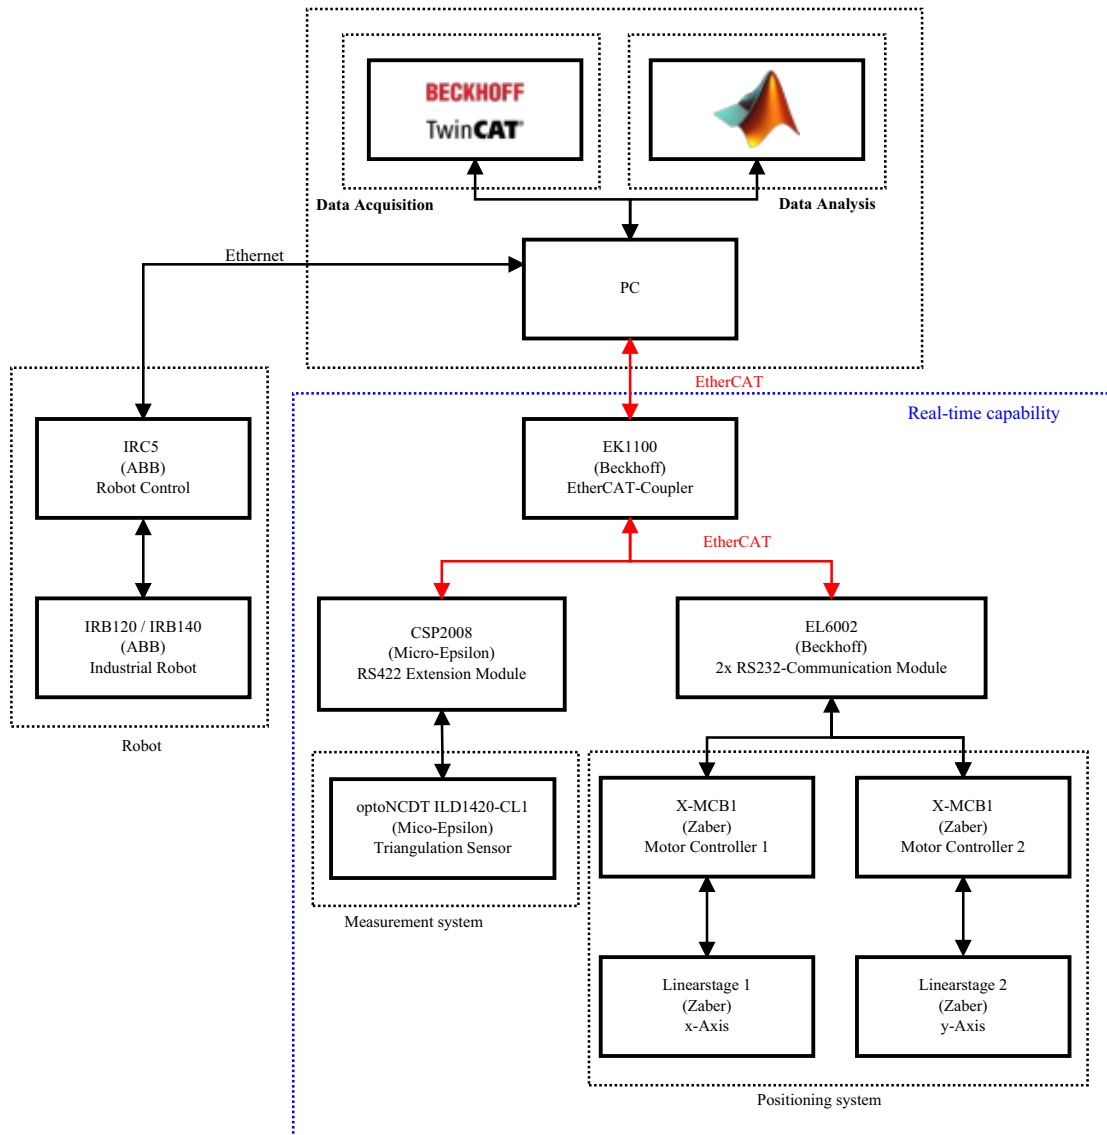 BECKHOFF
TwinCAT®
Data Acquisition
Data Analysis
Ethernet
PC
EtherCAT
Real-time capability
IRC5
(ABB)
Robot Control
EK1100
(Beckhoff)
EtherCAT-Coupler
EtherCAT
IRB120 / IRB140
(ABB)
Industrial Robot
Robot
CSP2008
(Micro-Epsilon)
RS422 Extension Module
EL6002
(Beckhoff)
2x RS232-Communication Module
optoNCDT ILD1420-CL1
(Mico-Epsilon)
Triangulation Sensor
Measurement system
X-MCB1
(Zaber)
Motor Controller 1
X-MCB1
(Zaber)
Motor Controller 2
Linearstage 1
(Zaber)
x-Axis
Linearstage 2
(Zaber)
y-Axis
Positioning system